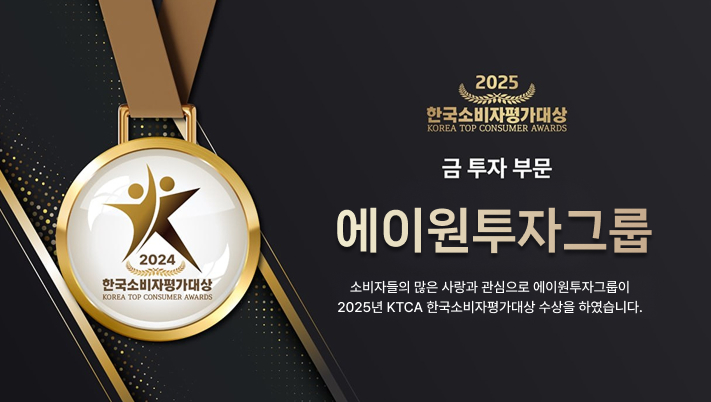 2024
한국소비자평가대상
KOREA TOP CONSUMER AWARDS
2025
한국소비자평가대상
KOREA TOP CONSUMER AWARDS
금 투자 부문
에이원투자그룹
소비자들의 많은 사랑과 관심으로 에이원투자그룹이
2025년 KTCA 한국소비자평가대상 수상을 하였습니다.